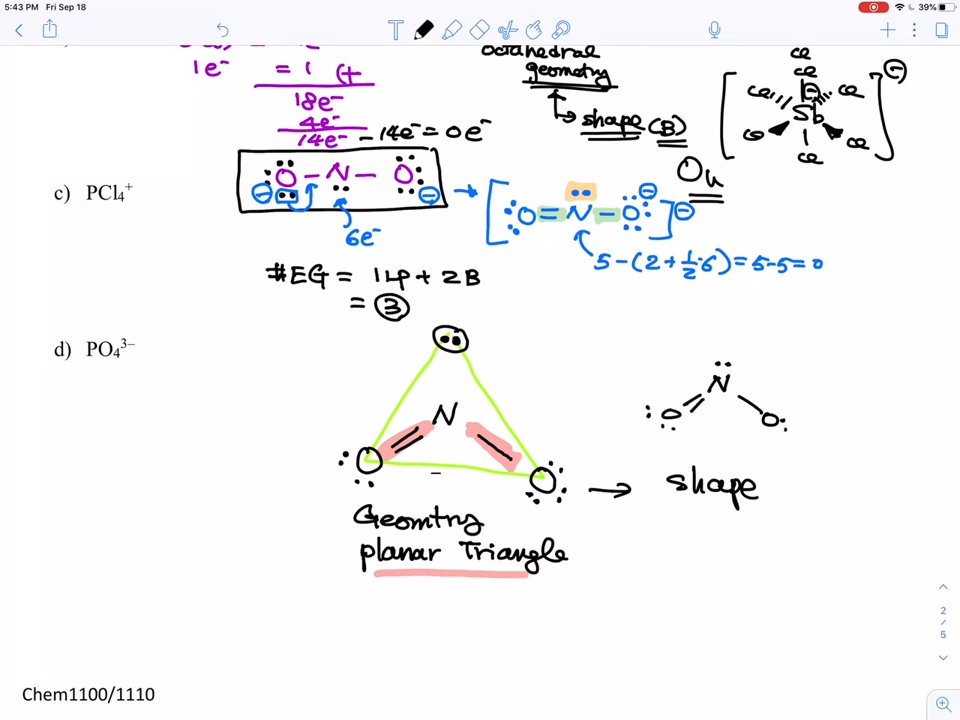 5:43 PM Fri Sep 18
39%
1e⁻ = 1 (+
18e⁻
4e⁻
14e⁻ – 14e⁻ = 0e⁻
octahedral
geometry
shape (B)
Oh
Cl
Cl
Cl Cl
Sb
Cl Cl
Cl
⊖
c) PCl₄⁺
O – N – O
⊖ ⊖
6e⁻
[ O = N – O ⊖ ] ⊖
5 – (2 + 1/2 · 6) = 5 – 5 = 0
#EG = 1LP + 2B
= 3
d) PO₄³⁻
N
O O
N
O O
shape
Geomtry
planar Triangle
2
/
5
Chem1100/1110